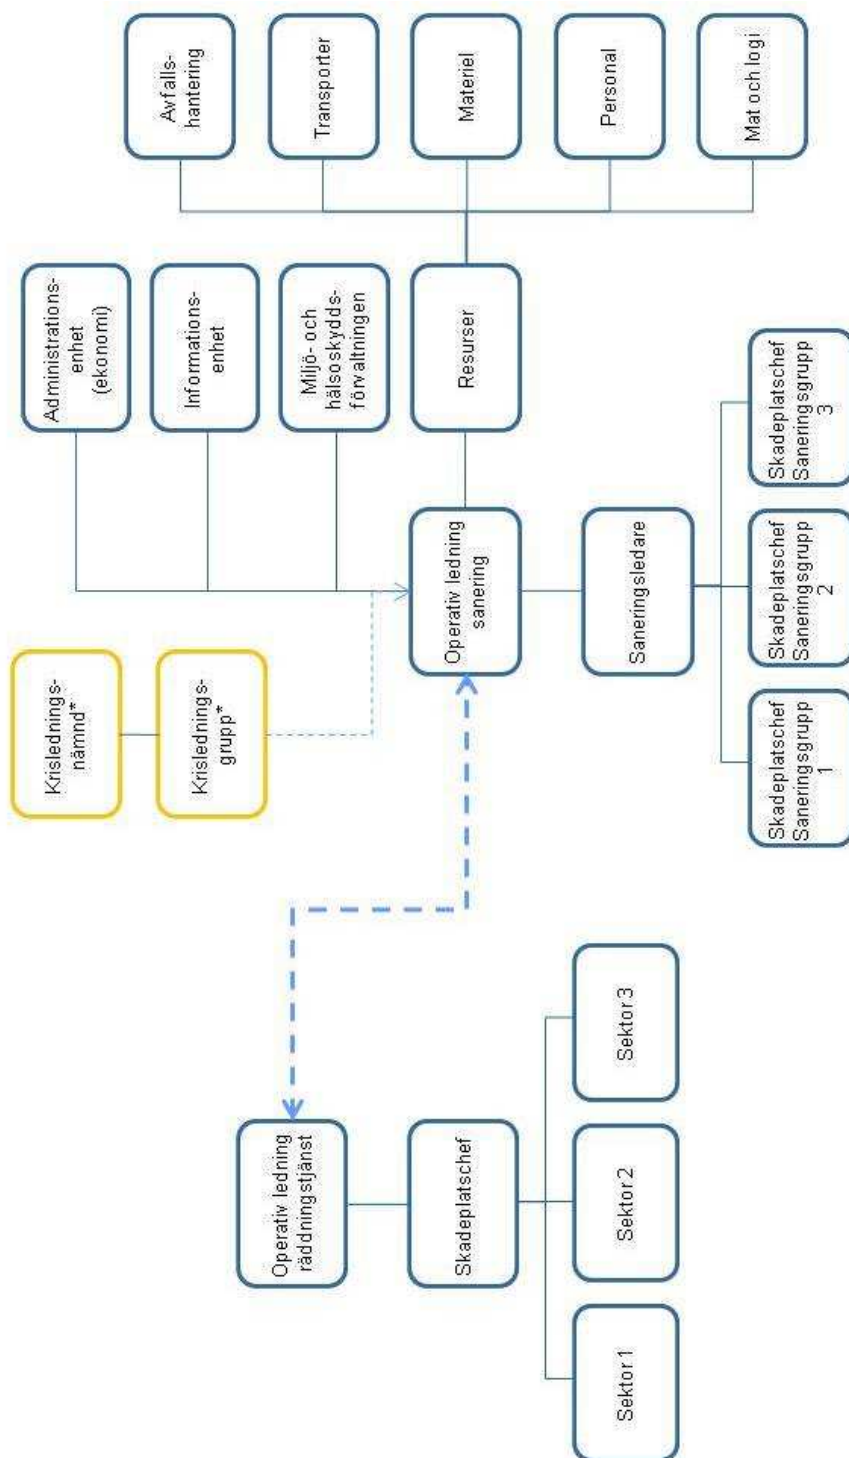 Krislednings-
nämnd*
Krislednings-
grupp*
Administrations-
enhet
(ekonomi)
Informations-
enhet
Miljö- och
hälsoskydds-
förvaltningen
Avfalls-
hantering
Transporter
Materiel
Personal
Mat och logi
Resurser
Operativ ledning
sanering
Saneringsledare
Skadeplatschef
Saneringsgrupp
1
Skadeplatschef
Saneringsgrupp
2
Skadeplatschef
Saneringsgrupp
3
Operativ ledning
räddningstjänst
Skadeplatschef
Sektor 1
Sektor 2
Sektor 3